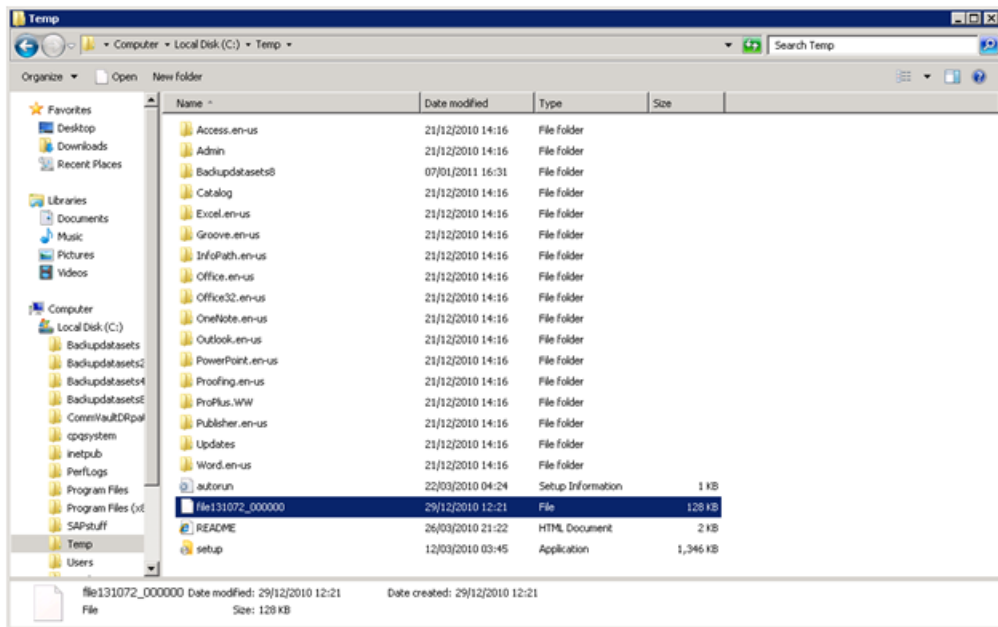 Temp
Computer Local Disk (C:) Temp Search Temp
Organize Open New folder
Favorites
Desktop
Downloads
Recent Places
Libraries
Documents
Music
Pictures
Videos
Computer
Local Disk (C:)
Backupdatasets
Backupdatasets2
Backupdatasets4
Backupdatasets8
CommVaultDRpat
cpqsystem
inetpub
PerfLogs
Program Files
Program Files (x8
SAPstuff
Temp
Users
Name Date modified Type Size
Access.en-us 21/12/2010 14:16 File folder
Admin 21/12/2010 14:16 File folder
Backupdatasets8 07/01/2011 16:31 File folder
Catalog 21/12/2010 14:16 File folder
Excel.en-us 21/12/2010 14:16 File folder
Groove.en-us 21/12/2010 14:16 File folder
InfoPath.en-us 21/12/2010 14:16 File folder
Office.en-us 21/12/2010 14:16 File folder
Office32.en-us 21/12/2010 14:16 File folder
OneNote.en-us 21/12/2010 14:16 File folder
Outlook.en-us 21/12/2010 14:16 File folder
PowerPoint.en-us 21/12/2010 14:16 File folder
Proofing.en-us 21/12/2010 14:16 File folder
ProPlus.WW 21/12/2010 14:16 File folder
Publisher.en-us 21/12/2010 14:16 File folder
Updates 21/12/2010 14:16 File folder
Word.en-us 21/12/2010 14:16 File folder
autorun 22/03/2010 04:24 Setup Information 1 KB
file131072_000000 29/12/2010 12:21 File 128 KB
README 26/03/2010 21:22 HTML Document 2 KB
setup 12/03/2010 03:45 Application 1,346 KB
file131072_000000 Date modified: 29/12/2010 12:21 Date created: 29/12/2010 12:21
File Size: 128 KB